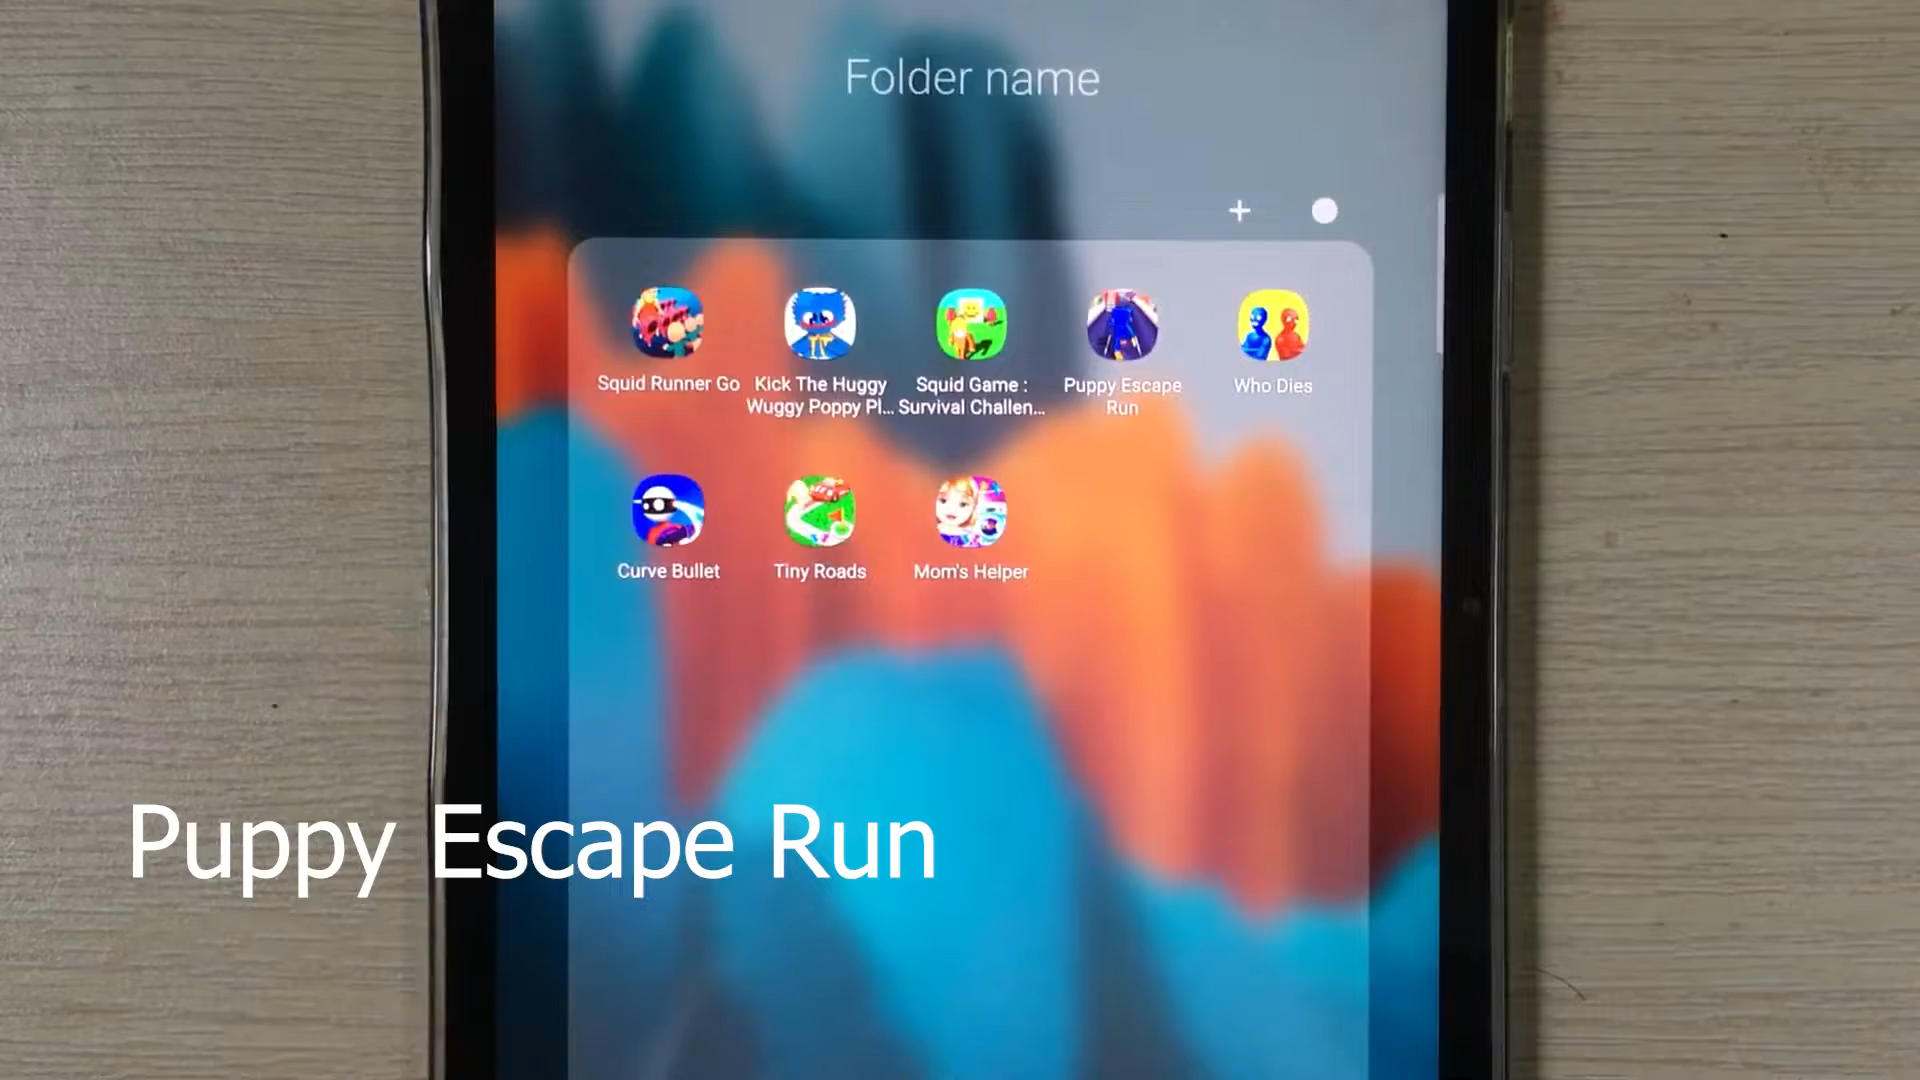 Folder name
Squid Runner Go
Kick The Huggy
Wuggy Poppy Pl...
Squid Game :
Survival Challen...
Puppy Escape
Run
Who Dies
Curve Bullet
Tiny Roads
Mom's Helper
Puppy Escape Run